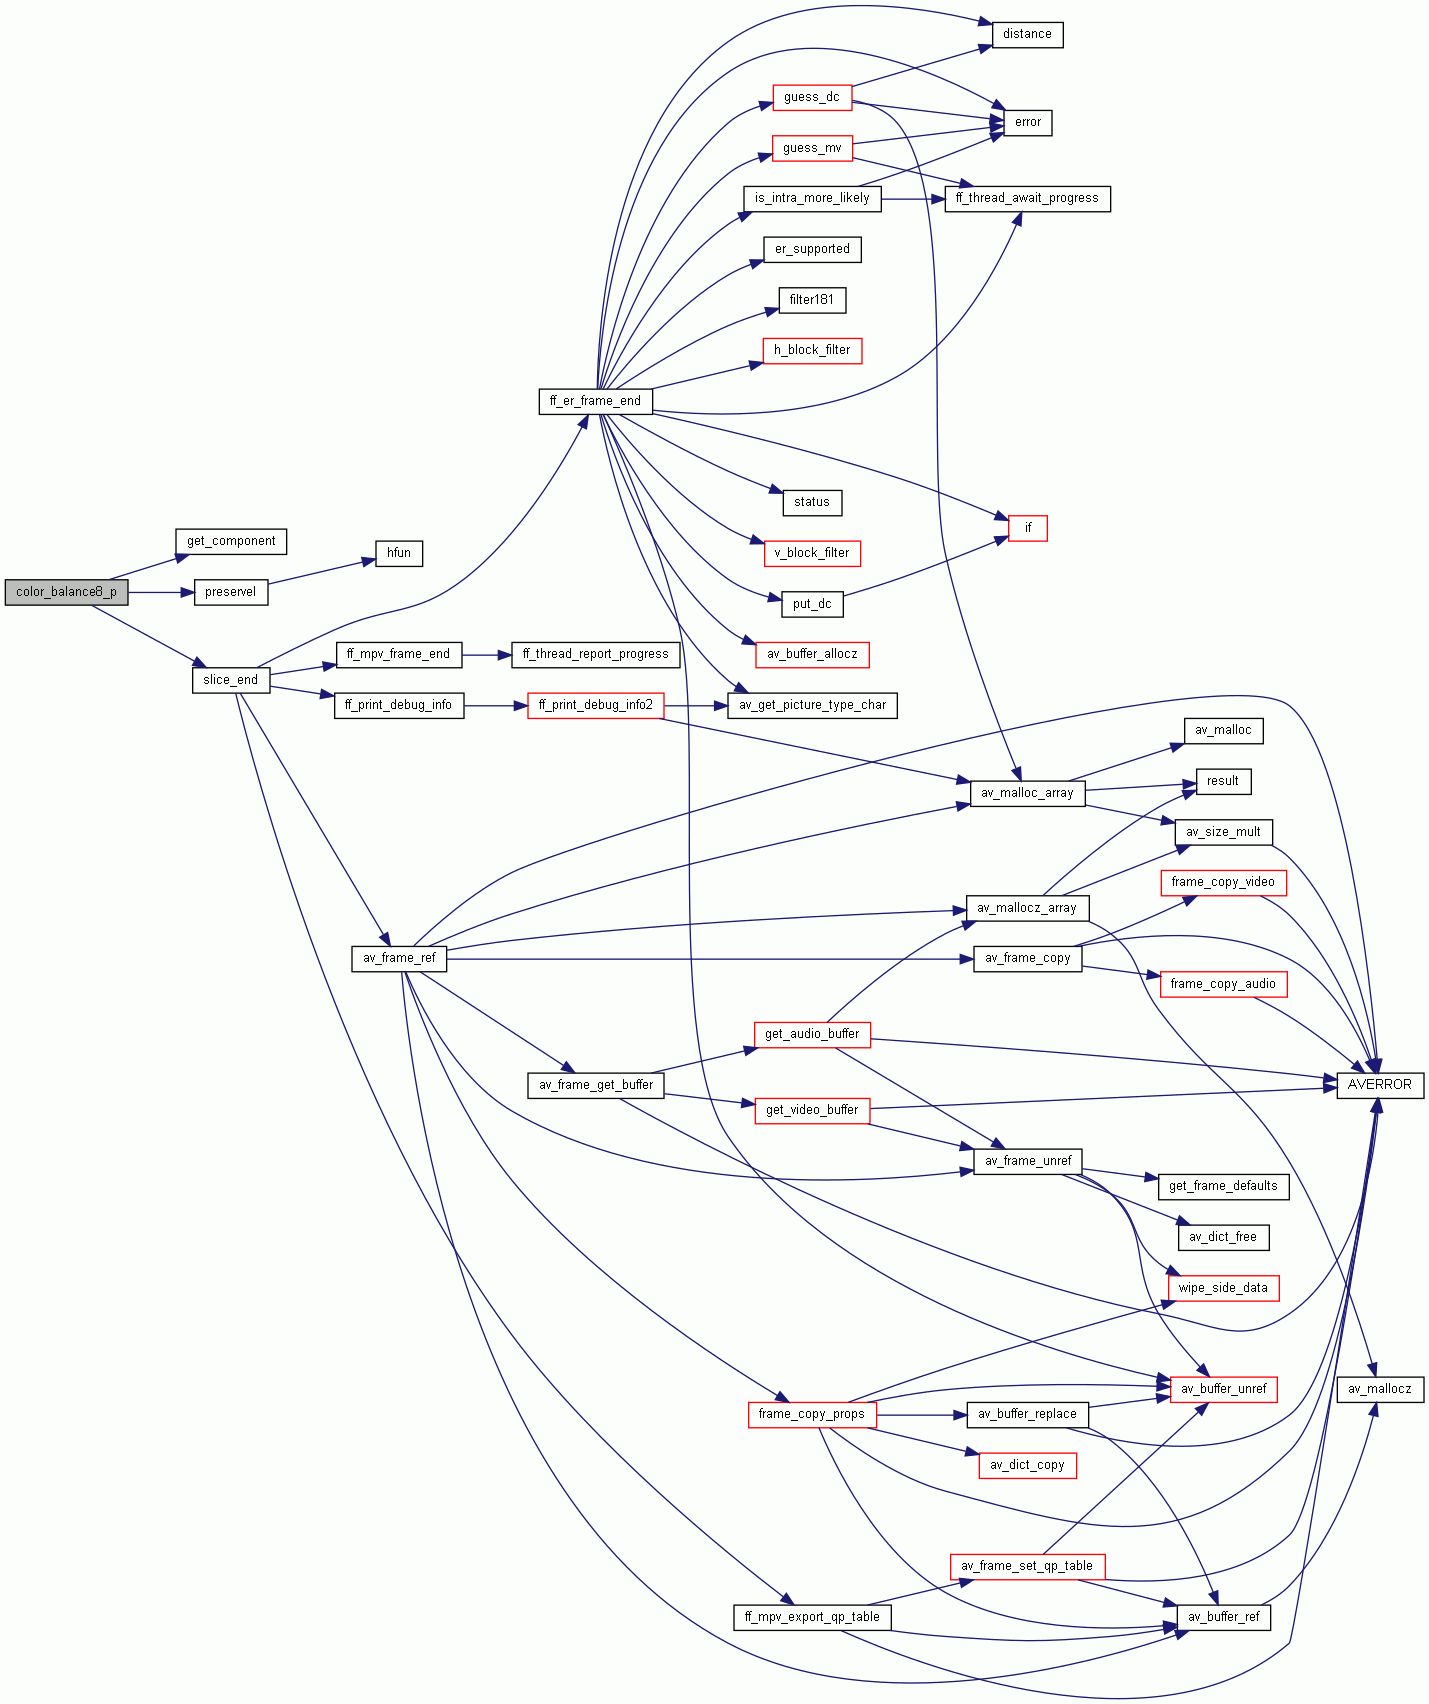 distance
guess_dc
error
guess_mv
is_intra_more_likely
ff_thread_await_progress
er_supported
filter181
h_block_filter
ff_er_frame_end
status
if
get_component
hfun
v_block_filter
color_balance8_p
preservel
put_dc
ff_mpv_frame_end
ff_thread_report_progress
av_buffer_allocz
slice_end
ff_print_debug_info
ff_print_debug_info2
av_get_picture_type_char
av_malloc
result
av_malloc_array
av_size_mult
frame_copy_video
av_mallocz_array
av_frame_ref
av_frame_copy
frame_copy_audio
get_audio_buffer
av_frame_get_buffer
AVERROR
get_video_buffer
av_frame_unref
get_frame_defaults
av_dict_free
wipe_side_data
av_buffer_unref
av_mallocz
frame_copy_props
av_buffer_replace
av_dict_copy
av_frame_set_qp_table
ff_mpv_export_qp_table
av_buffer_ref